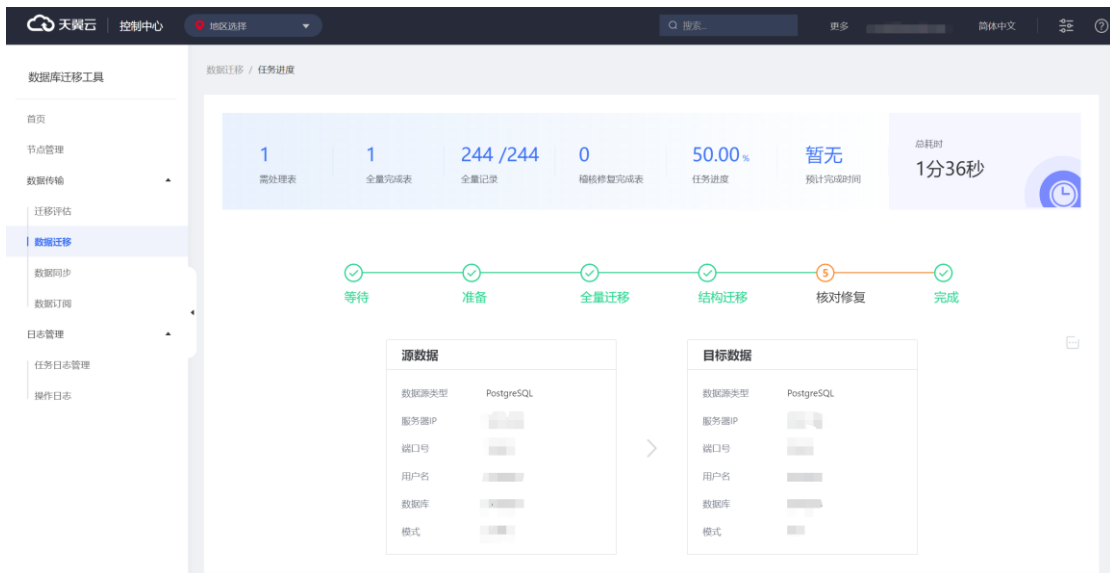 天翼云 控制中心 地区选择 搜索... 更多 简体中文
数据库迁移工具
首页
节点管理
数据传输
迁移评估
数据迁移
数据同步
数据订阅
日志管理
任务日志管理
操作日志
数据迁移 / 任务进度
1 1 244 /244 0 50.00 % 暂无
需处理表 全量完成表 全量记录 稽核修复完成表 任务进度 预计完成时间
总耗时
1分36秒
5
等待 准备 全量迁移 结构迁移 核对修复 完成
源数据
数据源类型 PostgreSQL
服务器IP
端口号
用户名
数据库
模式
目标数据
数据源类型 PostgreSQL
服务器IP
端口号
用户名
数据库
模式